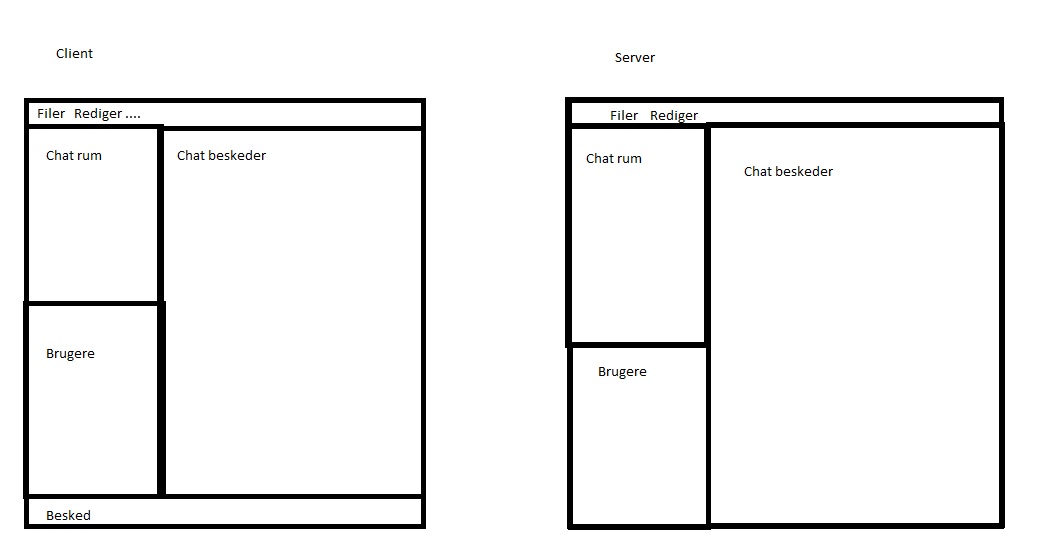 Client
Filer Rediger ....
Chat rum
Chat beskeder
Brugere
Besked
Server
Filer Rediger
Chat rum
Chat beskeder
Brugere